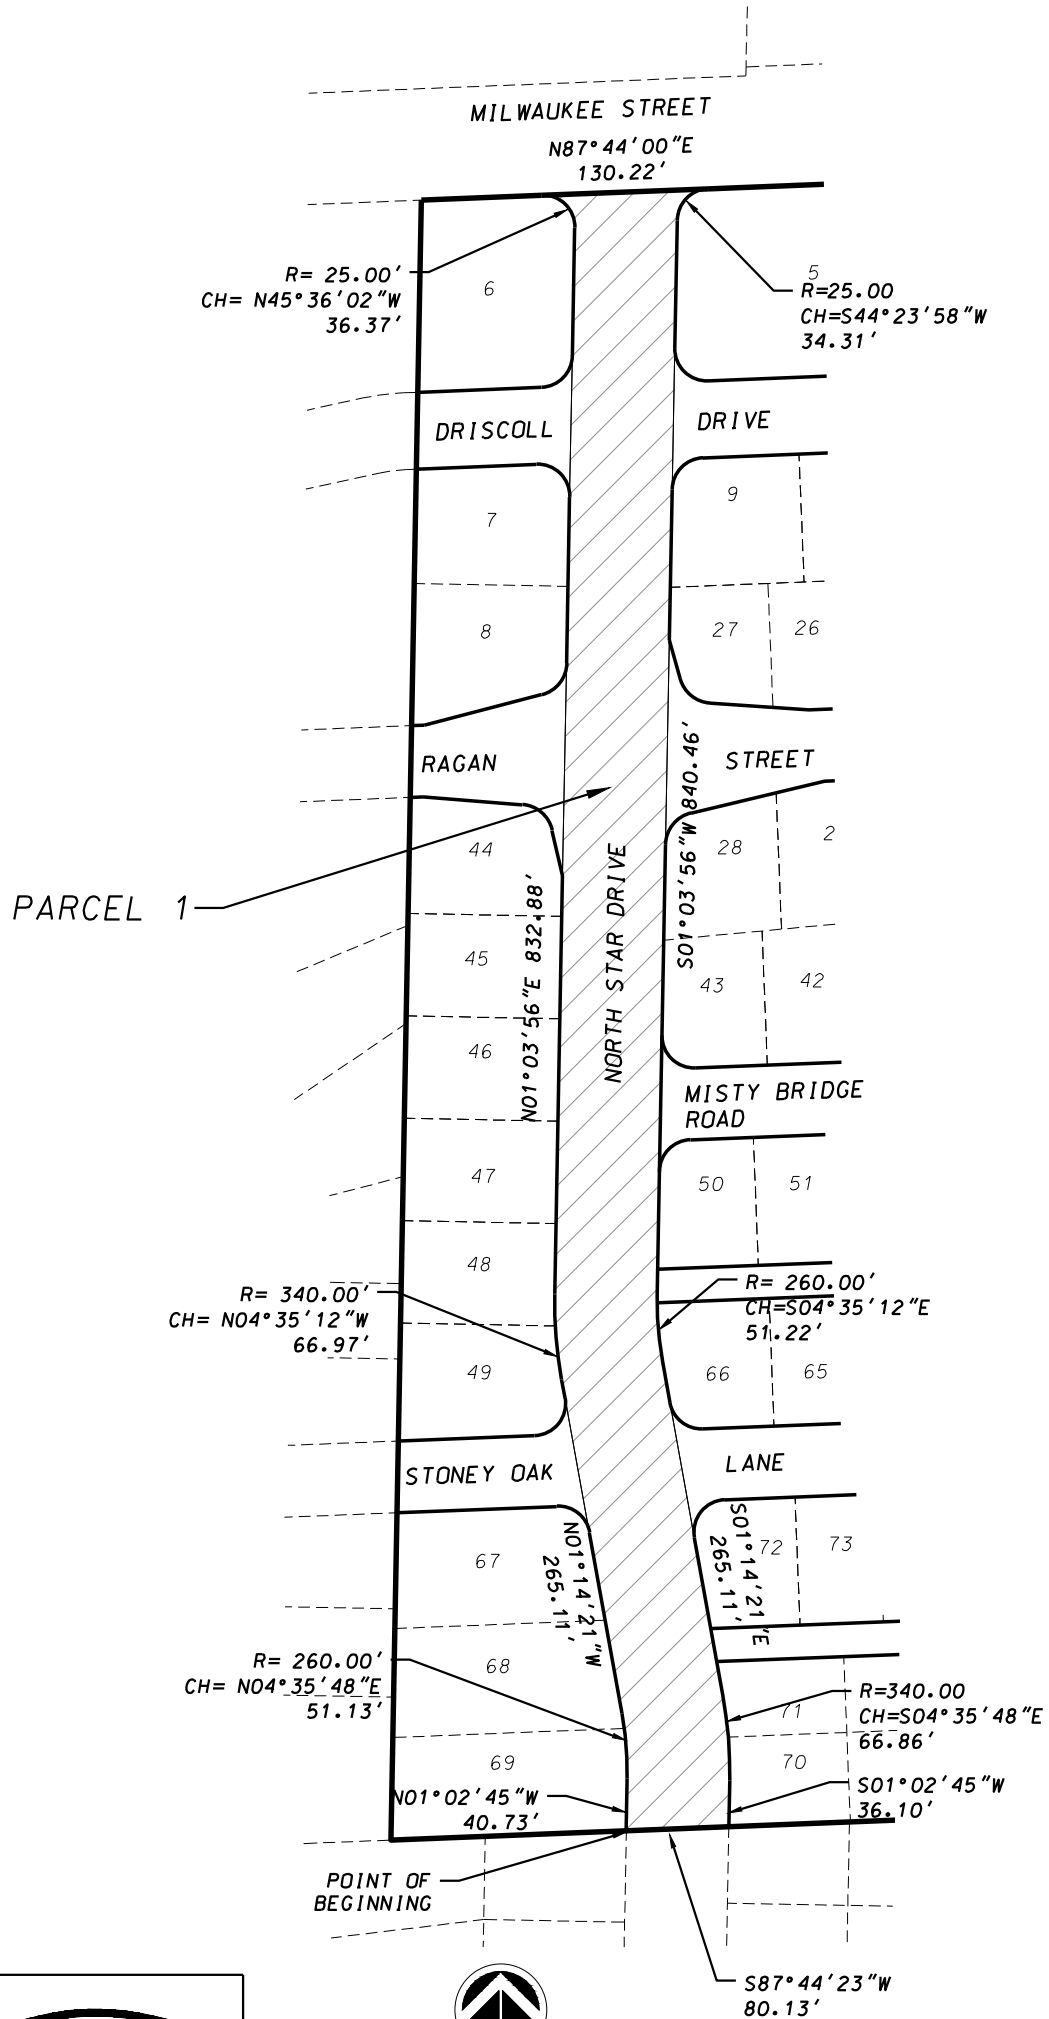 MILWAUKEE STREET
N87°44'00"E
130.22'
R= 25.00'
CH= N45°36'02"W
36.37'
6
5
R=25.00
CH=S44°23'58"W
34.31'
DRISCOLL
DRIVE
7
9
8
27
26
RAGAN
STREET
S01°03'56"W 840.46'
44
28
2
PARCEL 1
NORTH STAR DRIVE
N01°03'56"E 832.88'
45
43
42
46
MISTY BRIDGE
ROAD
47
50
51
48
R= 340.00'
CH= N04°35'12"W
66.97'
R= 260.00'
CH=S04°35'12"E
51.22'
49
66
65
STONEY OAK
LANE
N01°14'21"W
265.11'
S01°14'21"E
265.11'
67
72
73
68
R= 260.00'
CH= N04°35'48"E
51.13'
71
R=340.00
CH=S04°35'48"E
66.86'
69
70
N01°02'45"W
40.73'
S01°02'45"W
36.10'
POINT OF
BEGINNING
S87°44'23"W
80.13'